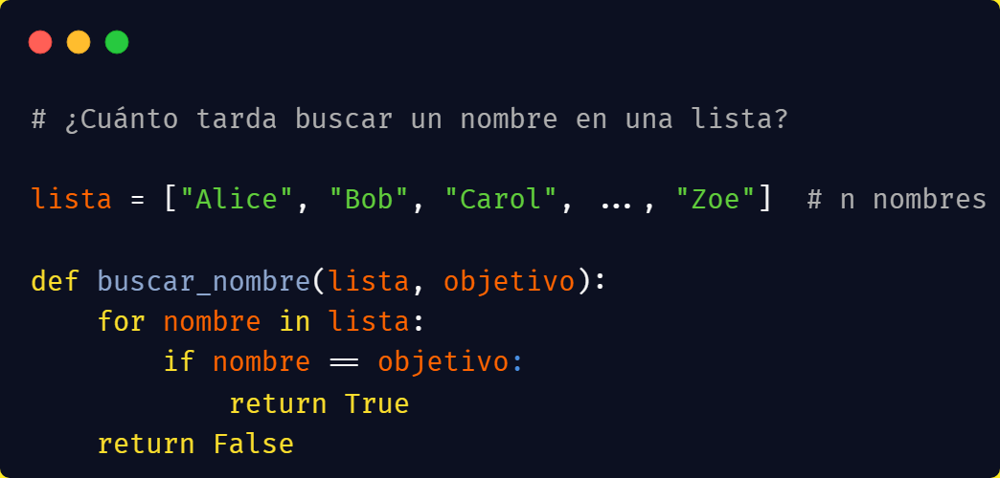 # ¿Cuánto tarda buscar un nombre en una lista?
lista = ["Alice", "Bob", "Carol", ..., "Zoe"]  # n nombres
def buscar_nombre(lista, objetivo):
    for nombre in lista:
        if nombre == objetivo:
            return True
    return False